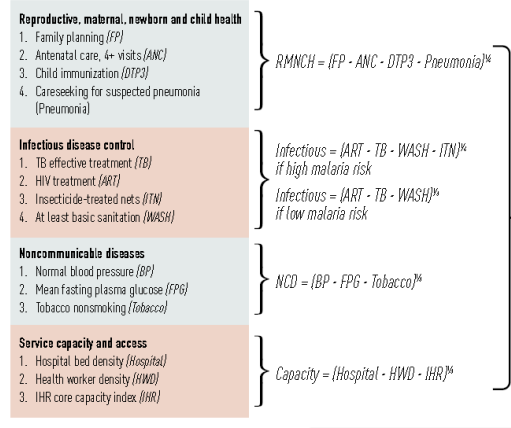 Reproductive, maternal, newborn and child health
1. Family planning (FP)
2. Antenatal care, 4+ visits (ANC)
3. Child immunization (DTP3)
4. Careseeking for suspected pneumonia
(Pneumonia)
RMNCH = (FP · ANC · DTP3 · Pneumonia)¼
Infectious disease control
1. TB effective treatment (TB)
2. HIV treatment (ART)
3. Insecticide-treated nets (ITN)
4. At least basic sanitation (WASH)
Infectious = (ART · TB · WASH · ITN)¼
if high malaria risk
Infectious = (ART · TB · WASH)⅓
if low malaria risk
Noncommunicable diseases
1. Normal blood pressure (BP)
2. Mean fasting plasma glucose (FPG)
3. Tobacco nonsmoking (Tobacco)
NCD = (BP · FPG · Tobacco)⅓
Service capacity and access
1. Hospital bed density (Hospital)
2. Health worker density (HWD)
3. IHR core capacity index (IHR)
Capacity = (Hospital · HWD · IHR)⅓